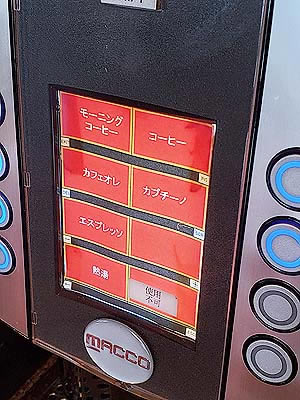 モーニング
コーヒー
コーヒー
カフェオレ
カプチーノ
エスプレッソ
熱湯
使用
不可
MACCO